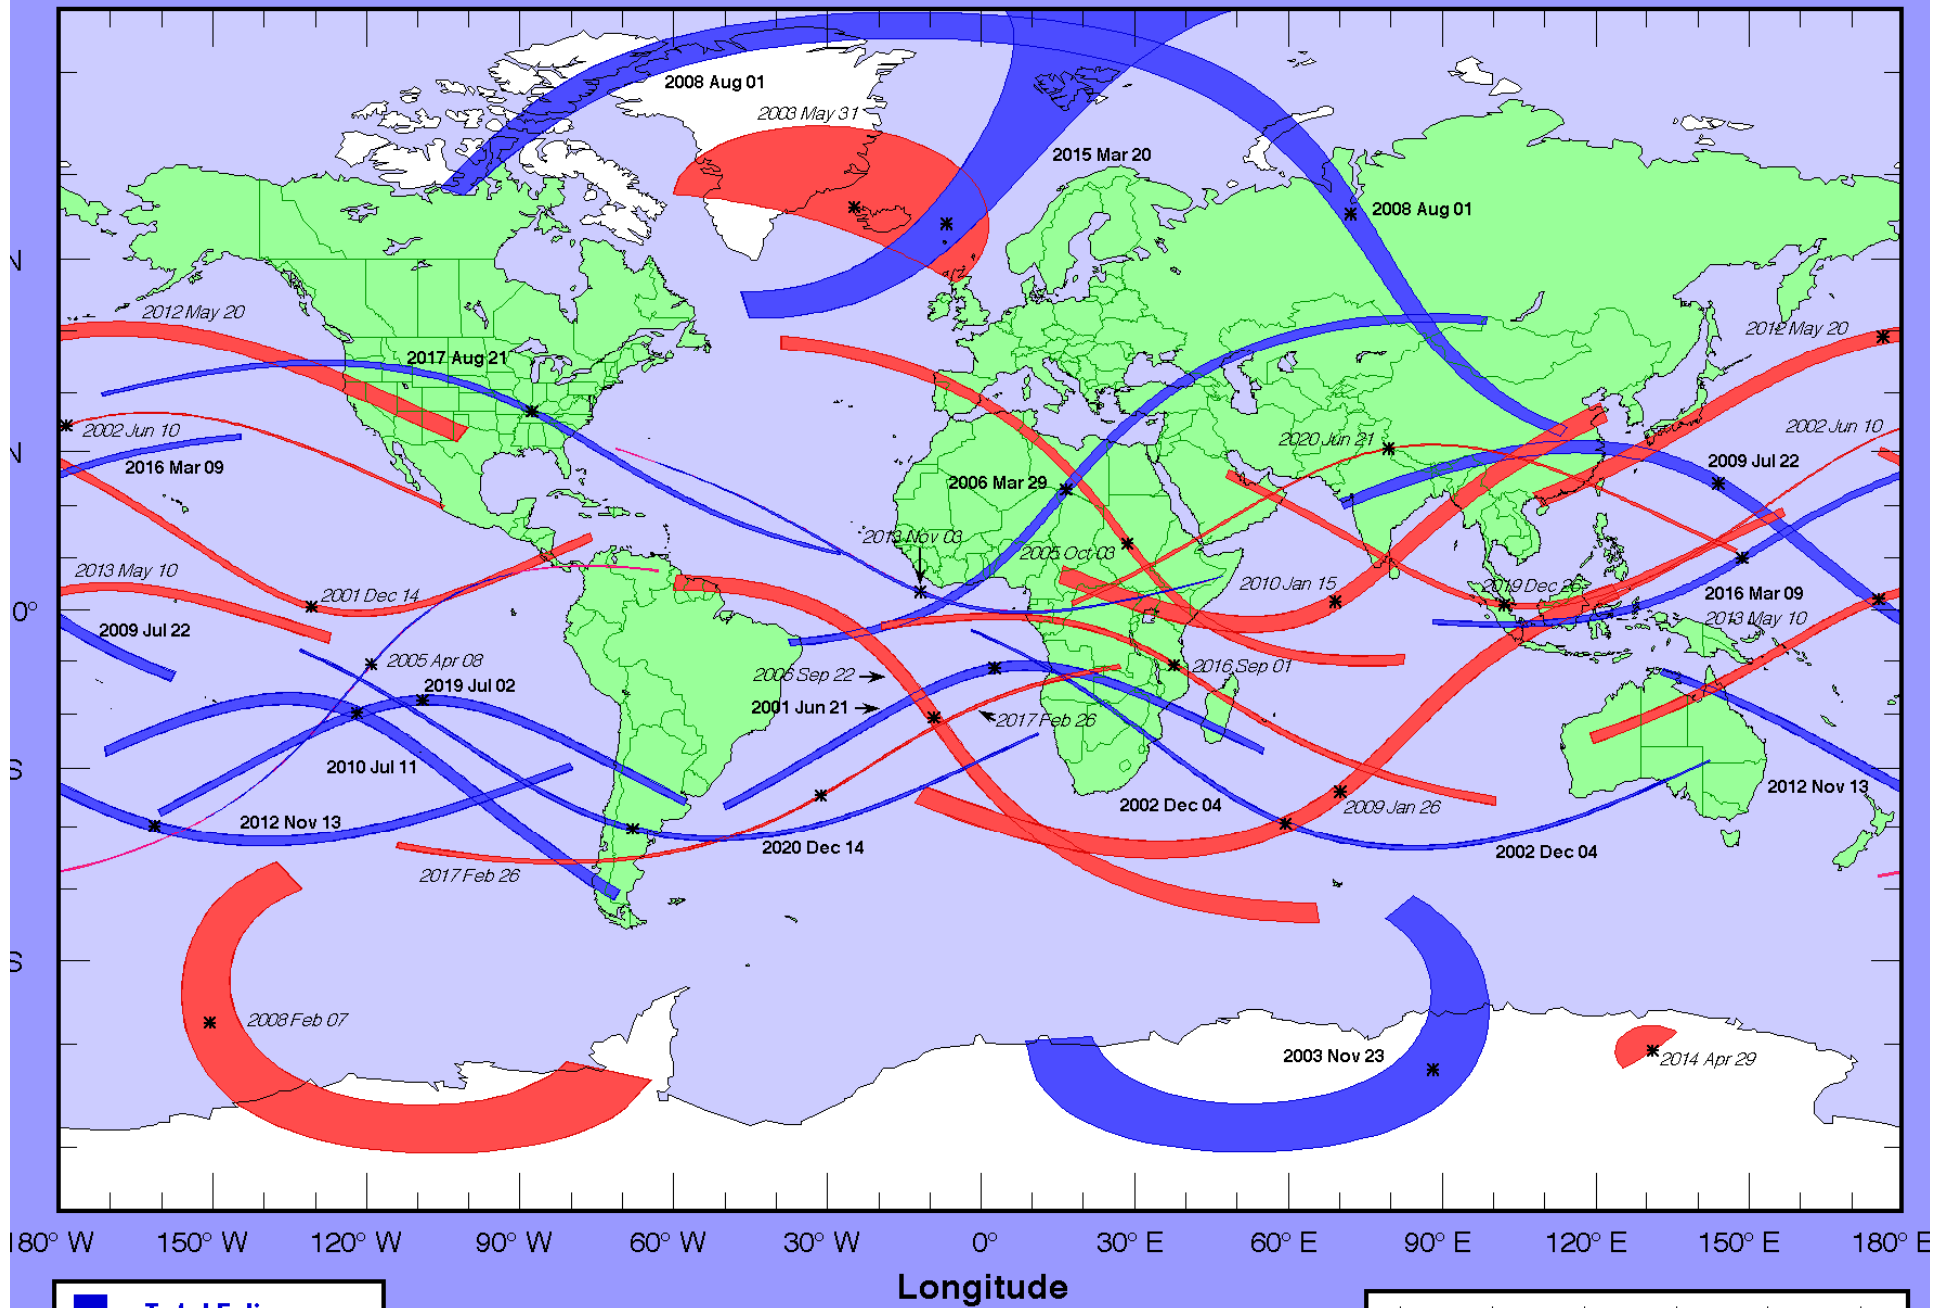 2008 Aug 01
2003 May 31
2015 Mar 20
2008 Aug 01
N
2012 May 20
2012 May 20
2017 Aug 21
2002 Jun 10
2002 Jun 10
2020 Jun 21
N
2016 Mar 09
2009 Jul 22
2006 Mar 29
2013 Nov 03
2005 Oct 03
2013 May 10
2010 Jan 15
2019 Dec 26
2001 Dec 14
2016 Mar 09
0°
2013 May 10
2009 Jul 22
2005 Apr 08
2016 Sep 01
2006 Sep 22
2019 Jul 02
2001 Jun 21
2017 Feb 26
2010 Jul 11
S
2012 Nov 13
2002 Dec 04
2009 Jan 26
2012 Nov 13
2020 Dec 14
2002 Dec 04
2017 Feb 26
S
2008 Feb 07
2003 Nov 23
2014 Apr 29
180° W 150° W 120° W 90° W 60° W 30° W 0° 30° E 60° E 90° E 120° E 150° E 180° E
Longitude